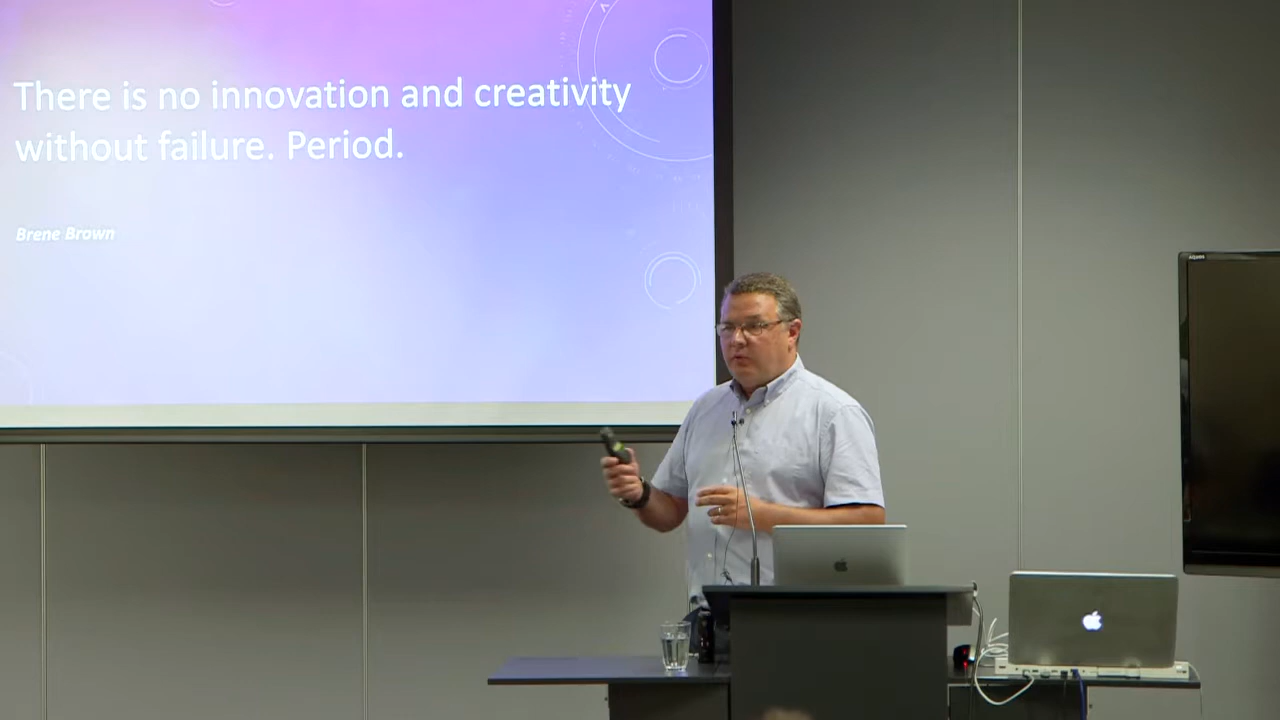 There is no innovation and creativity
without failure. Period.
Brene Brown